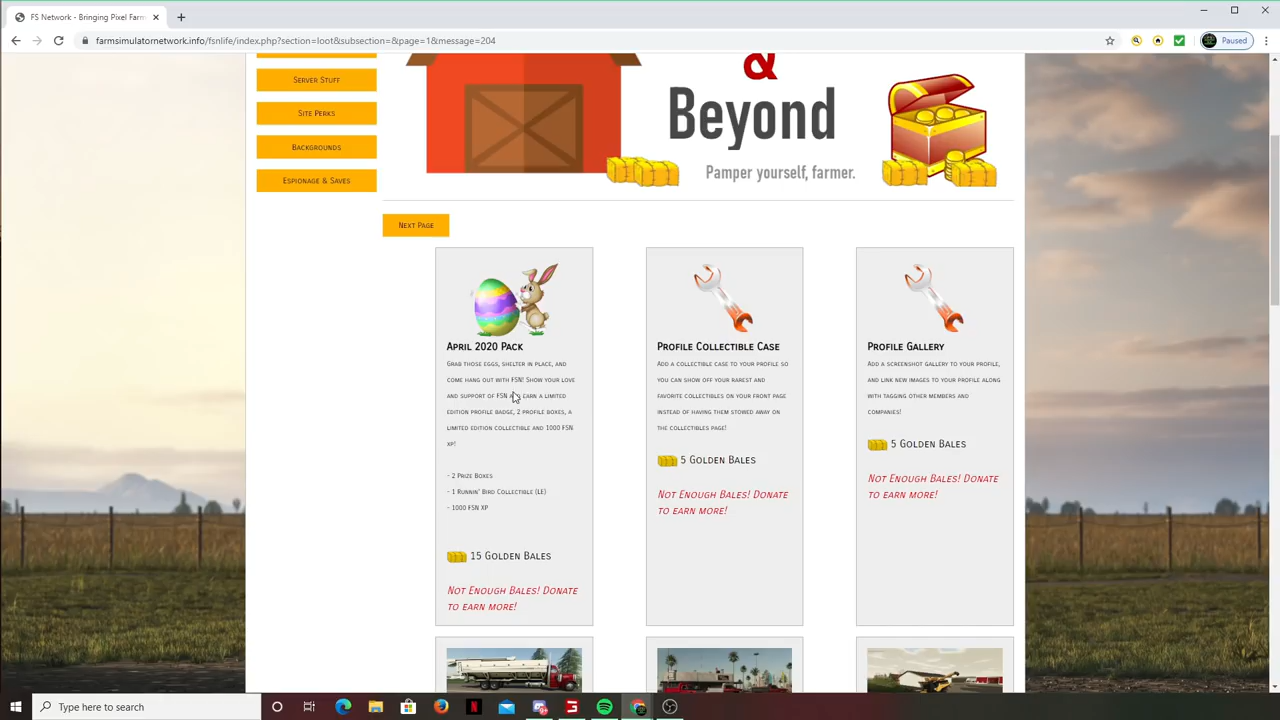 FS Network - Bringing Pixel Farm
farmsimulatornetwork.info/fsnlife/index.php?section=loot&subsection=&page=1&message=204
Paused
Server Stuff
Site Perks
Backgrounds
Espionage & Saves
&
Beyond
Pamper yourself, farmer.
Next Page
April 2020 Pack
Grab those eggs, shelter in place, and
come hang out with FSN! Show your love
and support of FSN and earn a limited
edition profile badge, 2 profile boxes, a
limited edition collectible and 1000 FSN
XP!
- 2 Prize Boxes
- 1 Runnin' Bird Collectible (LE)
- 1000 FSN XP
15 Golden Bales
Not Enough Bales! Donate
to earn more!
Profile Collectible Case
Add a collectible case to your profile so
you can show off your rarest and
favorite collectibles on your front page
instead of having them stowed away on
the collectibles page!
5 Golden Bales
Not Enough Bales! Donate
to earn more!
Profile Gallery
Add a screenshot gallery to your profile,
and link new images to your profile along
with tagging other members and
companies!
5 Golden Bales
Not Enough Bales! Donate
to earn more!
Type here to search